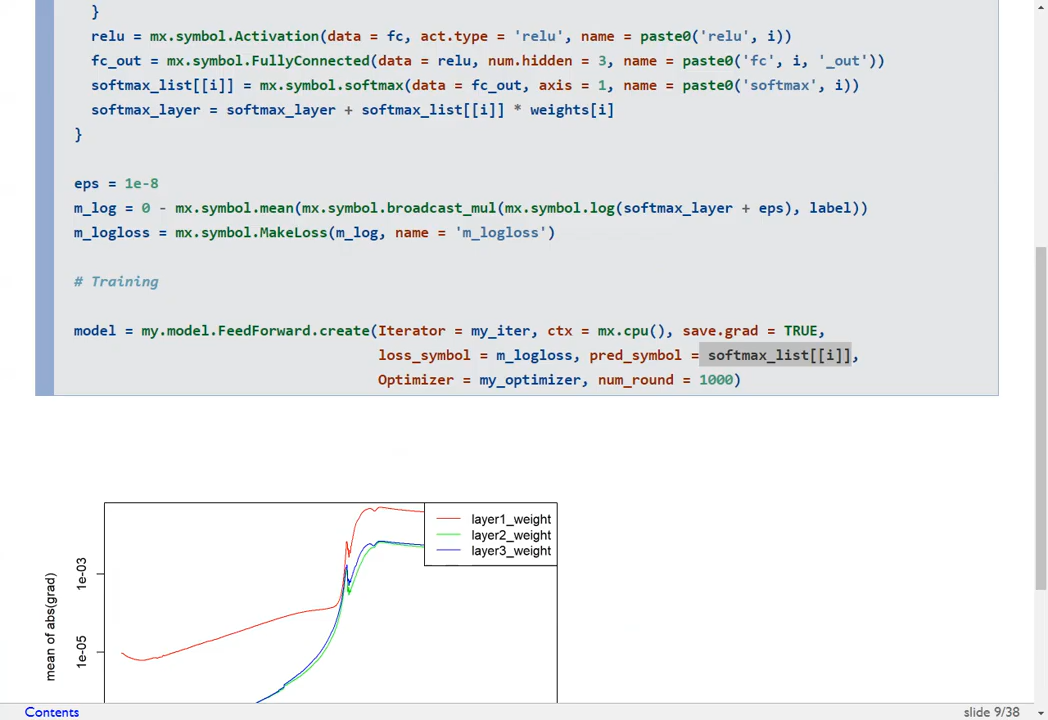 }
relu = mx.symbol.Activation(data = fc, act.type = 'relu', name = paste0('relu', i))
fc_out = mx.symbol.FullyConnected(data = relu, num.hidden = 3, name = paste0('fc', i, '_out'))
softmax_list[[i]] = mx.symbol.softmax(data = fc_out, axis = 1, name = paste0('softmax', i))
softmax_layer = softmax_layer + softmax_list[[i]] * weights[i]
}
eps = 1e-8
m_log = 0 - mx.symbol.mean(mx.symbol.broadcast_mul(mx.symbol.log(softmax_layer + eps), label))
m_logloss = mx.symbol.MakeLoss(m_log, name = 'm_logloss')
# Training
model = my.model.FeedForward.create(Iterator = my_iter, ctx = mx.cpu(), save.grad = TRUE,
loss_symbol = m_logloss, pred_symbol = softmax_list[[i]],
Optimizer = my_optimizer, num_round = 1000)
layer1_weight
layer2_weight
layer3_weight
mean of abs(grad)
1e-03
1e-05
Contents
slide 9/38